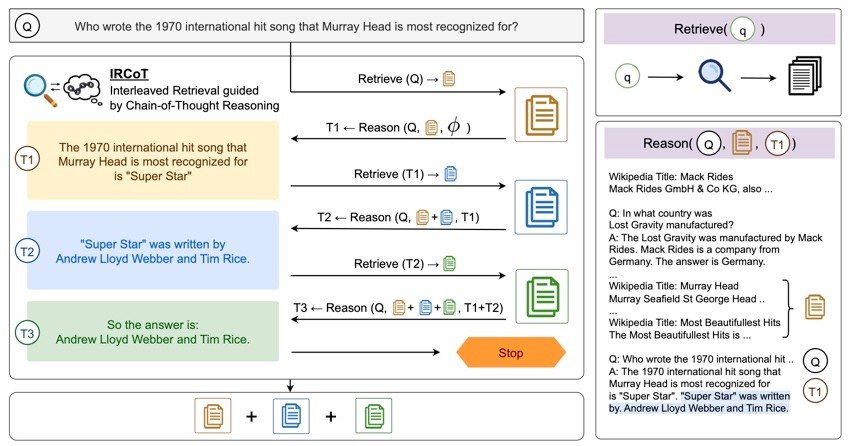 Q
Who wrote the 1970 international hit song that Murray Head is most recognized for?
IRCoT
Interleaved Retrieval guided
by Chain-of-Thought Reasoning
Retrieve (Q) →
T1 ← Reason (Q, , ϕ )
T1
The 1970 international hit song that
Murray Head is most recognized for
is "Super Star"
Retrieve (T1) →
T2 ← Reason (Q, + , T1)
T2
"Super Star" was written by
Andrew Lloyd Webber and Tim Rice.
Retrieve (T2) →
T3 ← Reason (Q, + + , T1+T2)
T3
So the answer is:
Andrew Lloyd Webber and Tim Rice.
Stop
+ +
Retrieve( q )
q
Reason( Q , , T1 )
Wikipedia Title: Mack Rides
Mack Rides GmbH & Co KG, also ...
Q: In what country was
Lost Gravity manufactured?
A: The Lost Gravity was manufactured by Mack
Rides. Mack Rides is a company from
Germany. The answer is Germany.
...
Wikipedia Title: Murray Head
Murray Seafield St George Head ..
...
Wikipedia Title: Most Beautifullest Hits
The Most Beautifullest Hits is ...
Q: Who wrote the 1970 international hit ..
Q
A: The 1970 international hit song that
Murray Head is most recognized for
is "Super Star". "Super Star" was written
by. Andrew Lloyd Webber and Tim Rice.
T1